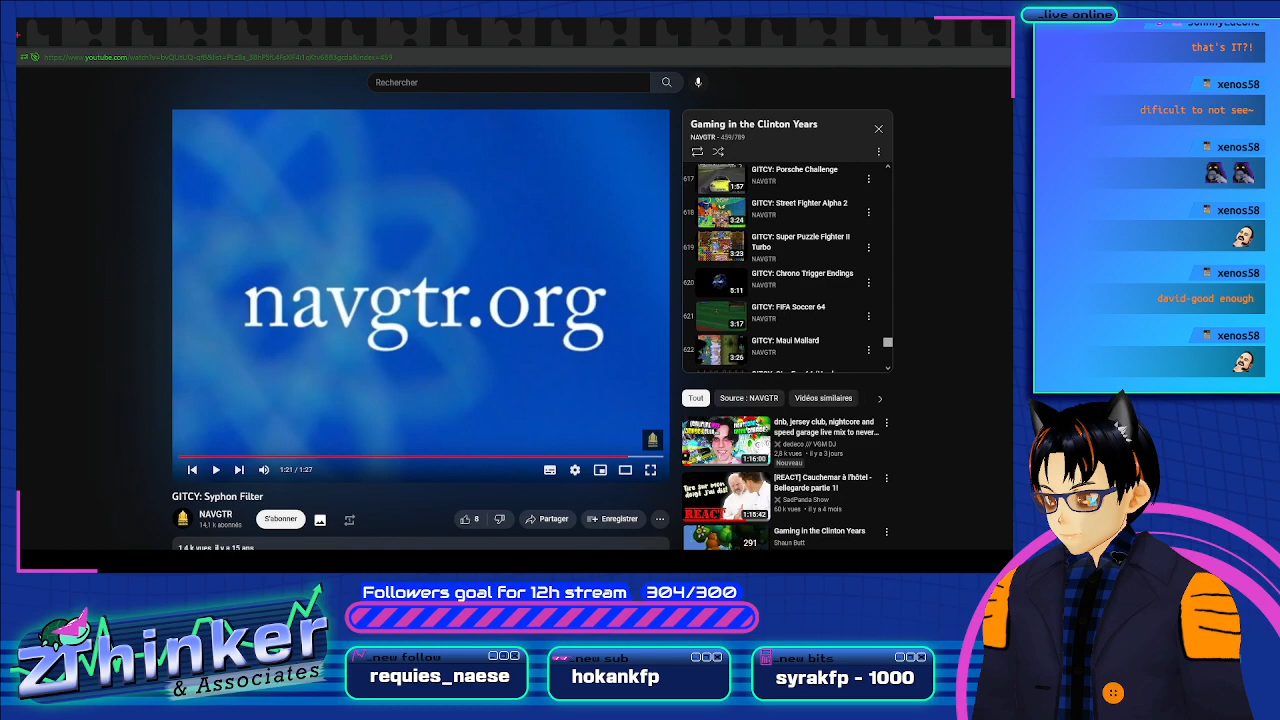 _live online
that's IT?!
xenos58
dificult to not see~
xenos58
xenos58
xenos58
david-good enough
xenos58
Rechercher
navgtr.org
1:21 / 1:27
GITCY: Syphon Filter
NAVGTR
14,1 k abonnés
S'abonner
8
Partager
Enregistrer
1,4 k vues, il y a 15 ans
Gaming in the Clinton Years
NAVGTR - 459/789
617
1:57
GITCY: Porsche Challenge
NAVGTR
618
3:24
GITCY: Street Fighter Alpha 2
NAVGTR
619
3:23
GITCY: Super Puzzle Fighter II
Turbo
NAVGTR
620
5:11
GITCY: Chrono Trigger Endings
NAVGTR
621
3:17
GITCY: FIFA Soccer 64
NAVGTR
622
3:26
GITCY: Maui Mallard
NAVGTR
Tout
Source : NAVGTR
Vidéos similaires
1:16:00
dnb, jersey club, nightcore and
speed garage live mix to never...
dedeco /// VGM DJ
2,8 k vues • il y a 3 jours
Nouveau
REACT
1:15:42
[REACT] Cauchemar à l'hôtel -
Bellegarde partie 1!
SadPanda Show
60 k vues • il y a 4 mois
291
Gaming in the Clinton Years
Shaun Butt
zThinker
& Associates
Followers goal for 12h stream
304/300
_new follow
requies_naese
_new sub
hokankfp
_new bits
syrakfp - 1000